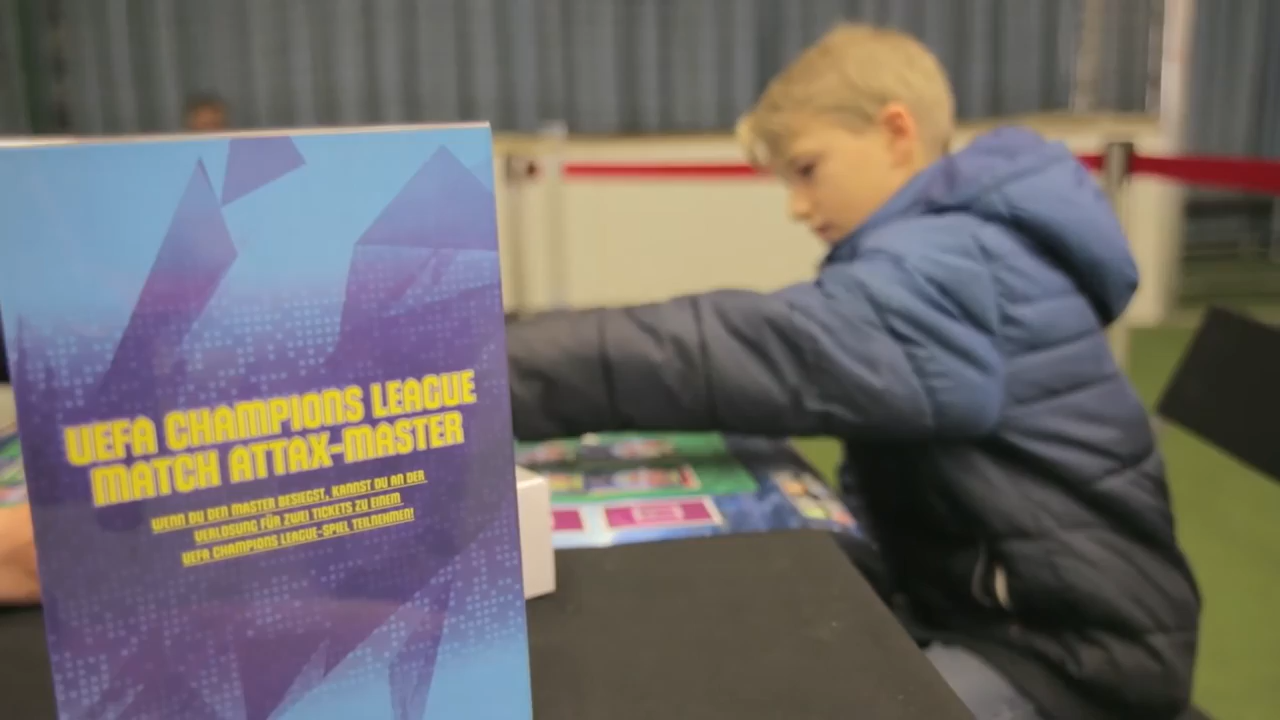 UEFA CHAMPIONS LEAGUE
MATCH ATTAX-MASTER
WENN DU DEN MASTER BESIEGST, KANNST DU AN DER
VERLOSUNG FÜR ZWEI TICKETS ZU EINEM
UEFA CHAMPIONS LEAGUE-SPIEL TEILNEHMEN!